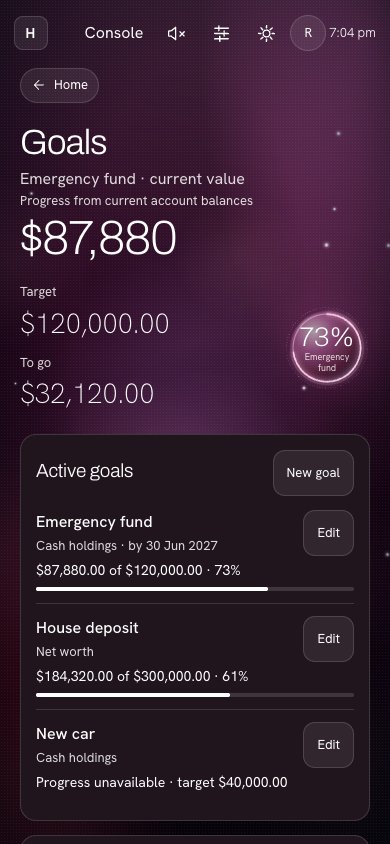 H
Console
R
7:04 pm
Home
Goals
Emergency fund · current value
Progress from current account balances
$87,880
Target
$120,000.00
To go
$32,120.00
73%
Emergency
fund
Active goals
New goal
Emergency fund
Edit
Cash holdings · by 30 Jun 2027
$87,880.00 of $120,000.00 · 73%
House deposit
Edit
Net worth
$184,320.00 of $300,000.00 · 61%
New car
Edit
Cash holdings
Progress unavailable · target $40,000.00